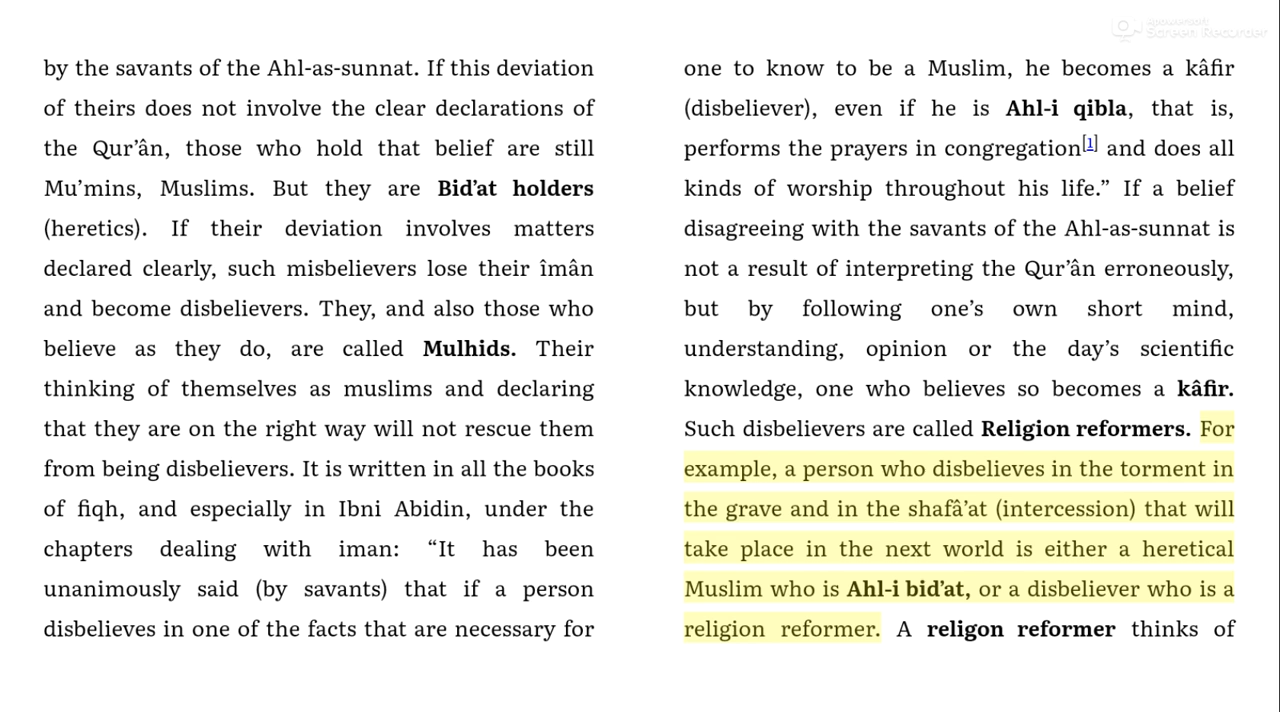 Apowersoft
Screen Recorder
by the savants of the Ahl-as-sunnat. If this deviation
of theirs does not involve the clear declarations of
the Qur’ân, those who hold that belief are still
Mu’mins, Muslims. But they are Bid’at holders
(heretics). If their deviation involves matters
declared clearly, such misbelievers lose their îmân
and become disbelievers. They, and also those who
believe as they do, are called Mulhids. Their
thinking of themselves as muslims and declaring
that they are on the right way will not rescue them
from being disbelievers. It is written in all the books
of fiqh, and especially in Ibni Abidin, under the
chapters dealing with iman: “It has been
unanimously said (by savants) that if a person
disbelieves in one of the facts that are necessary for
one to know to be a Muslim, he becomes a kâfir
(disbeliever), even if he is Ahl-i qibla, that is,
performs the prayers in congregation[1] and does all
kinds of worship throughout his life.” If a belief
disagreeing with the savants of the Ahl-as-sunnat is
not a result of interpreting the Qur’ân erroneously,
but by following one’s own short mind,
understanding, opinion or the day’s scientific
knowledge, one who believes so becomes a kâfir.
Such disbelievers are called Religion reformers. For
example, a person who disbelieves in the torment in
the grave and in the shafâ’at (intercession) that will
take place in the next world is either a heretical
Muslim who is Ahl-i bid’at, or a disbeliever who is a
religion reformer. A religon reformer thinks of